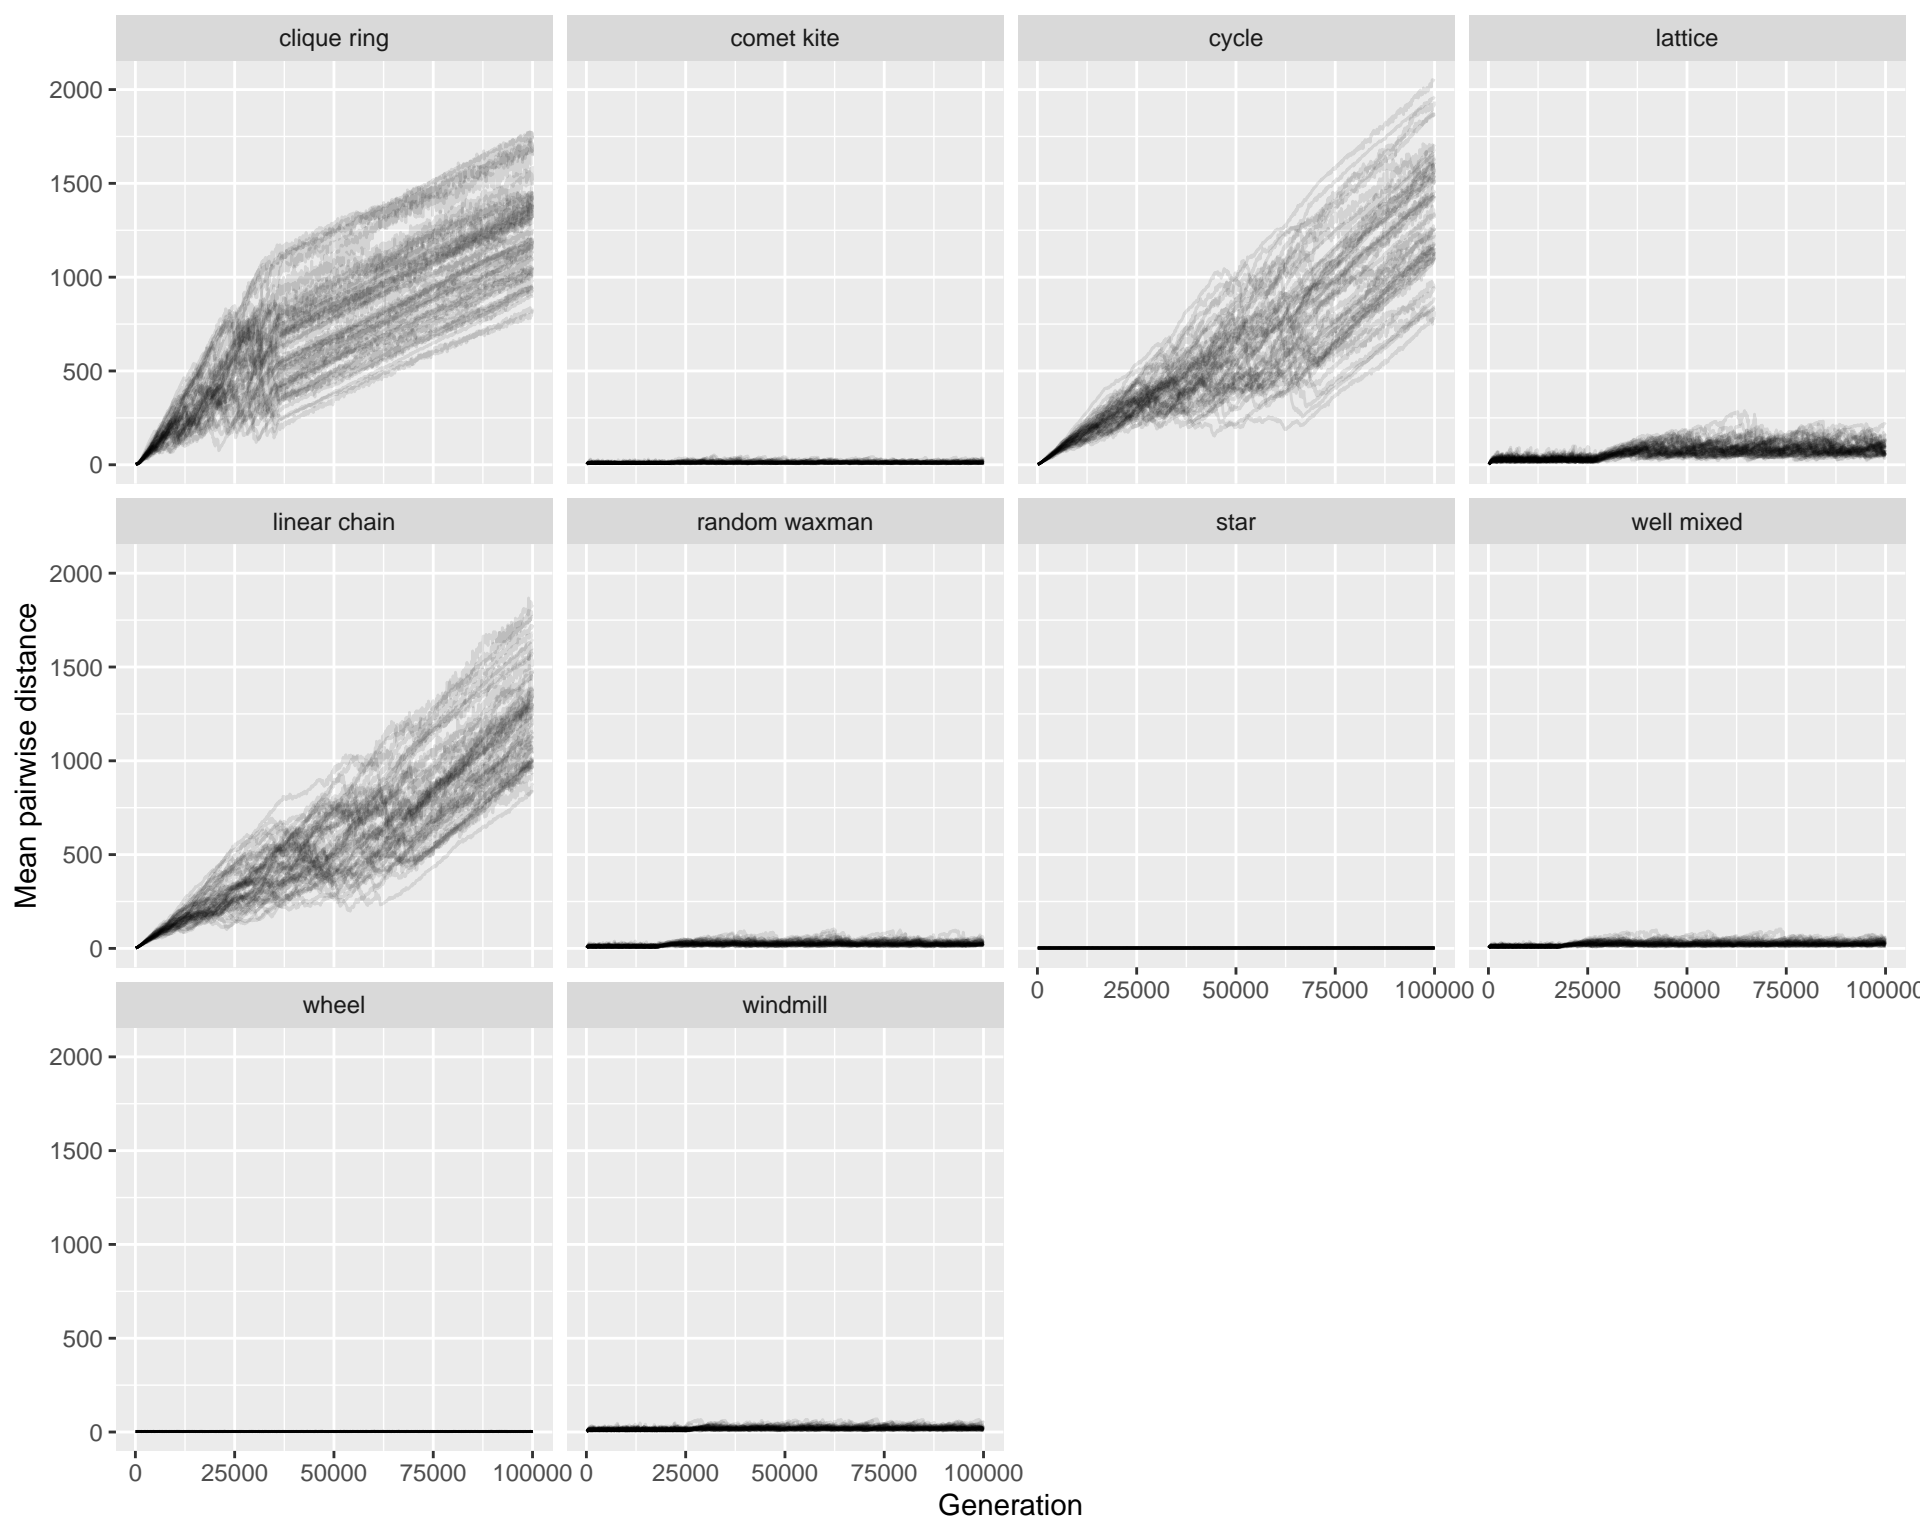 clique ring
comet kite
cycle
lattice
2000
1500
1000
500
0
linear chain
random waxman
star
well mixed
2000
1500
1000
500
0
0 25000 50000 75000 100000
0 25000 50000 75000 100000
wheel
windmill
2000
1500
1000
500
0
0 25000 50000 75000 100000
0 25000 50000 75000 100000
Generation
Mean pairwise distance